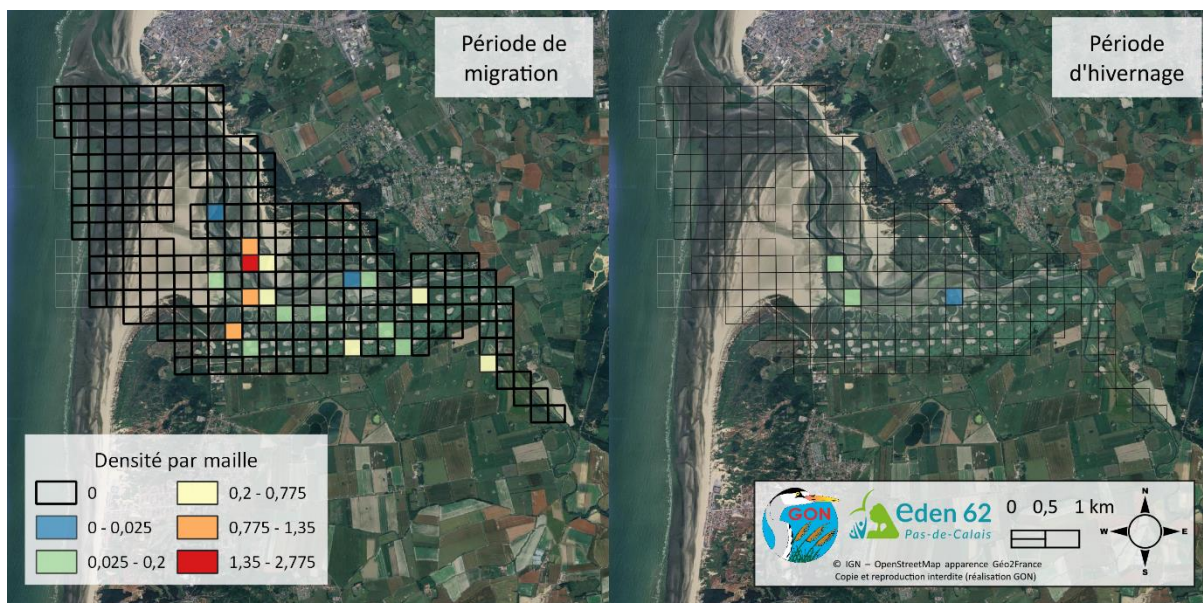 Période de
migration
Période
d'hivernage
Densité par maille
0
0 - 0,025
0,025 - 0,2
0,2 - 0,775
0,775 - 1,35
1,35 - 2,775
GON
eden 62
Pas-de-Calais
0 0,5 1 km
N
W
E
S
© IGN – OpenStreetMap apparence Géo2France
Copie et reproduction interdite (réalisation GON)